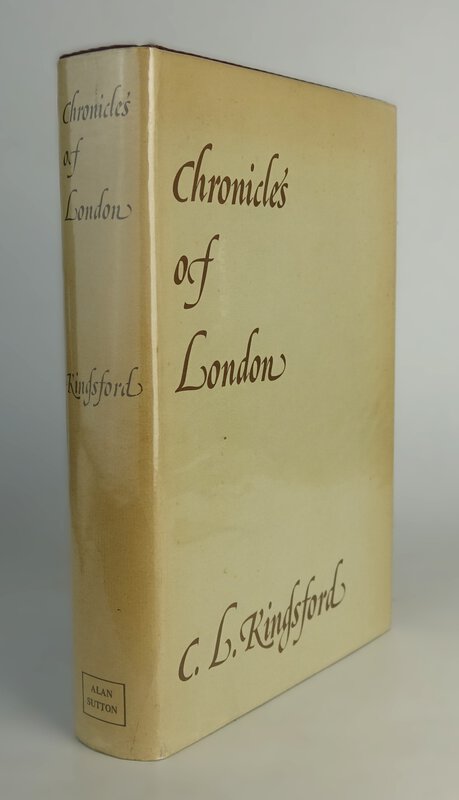 Chronicles
of
London
Kingsford
ALAN
SUTTON
Chronicles
of
London
C. L. Kingsford